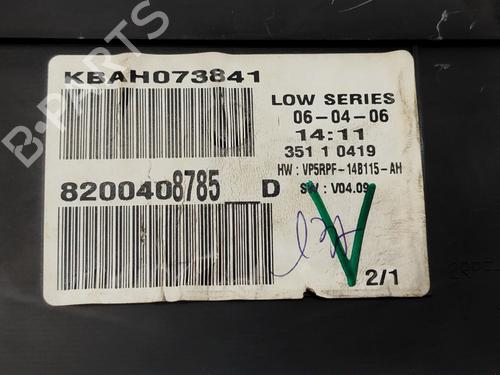 KBAH073841
LOW SERIES
06-04-06
14:11
351 1 0419
HW : VP5RPF-14B115-AH
8200408785__D
SW : V04.09
2/1
B-PARTS